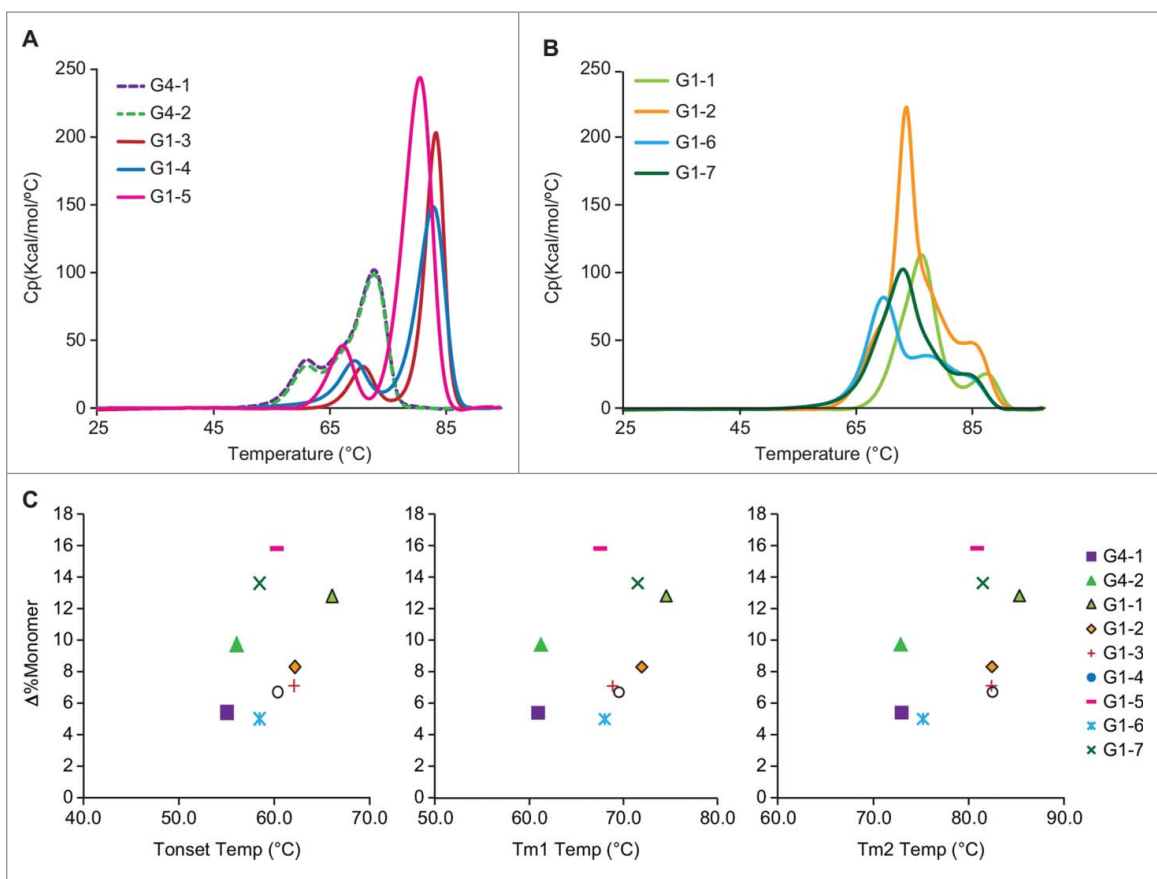 A
250
200
150
100
50
0
Cp(Kcal/mol/ºC)
G4-1
G4-2
G1-3
G1-4
G1-5
25
45
65
85
Temperature (°C)
B
250
200
150
100
50
0
Cp(Kcal/mol/ºC)
G1-1
G1-2
G1-6
G1-7
25
45
65
85
Temperature (°C)
C
Δ%Monomer
18
16
14
12
10
8
6
4
2
0
40.0 50.0 60.0 70.0
Tonset Temp (°C)
18
16
14
12
10
8
6
4
2
0
50.0 60.0 70.0 80.0
Tm1 Temp (°C)
18
16
14
12
10
8
6
4
2
0
60.0 70.0 80.0 90.0
Tm2 Temp (°C)
G4-1
G4-2
G1-1
G1-2
G1-3
G1-4
G1-5
G1-6
G1-7